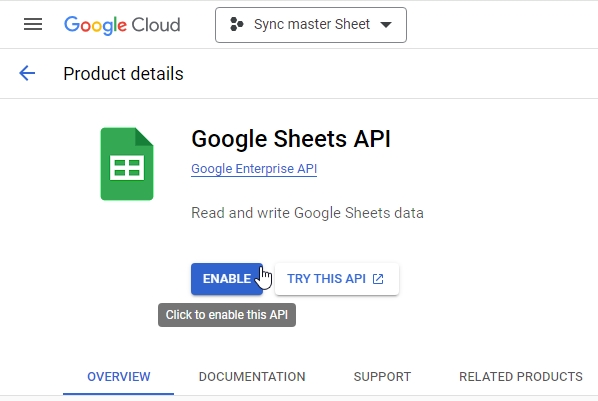 Google Cloud
Sync master Sheet
Product details
Google Sheets API
Google Enterprise API
Read and write Google Sheets data
ENABLE
TRY THIS API
Click to enable this API
OVERVIEW
DOCUMENTATION
SUPPORT
RELATED PRODUCTS